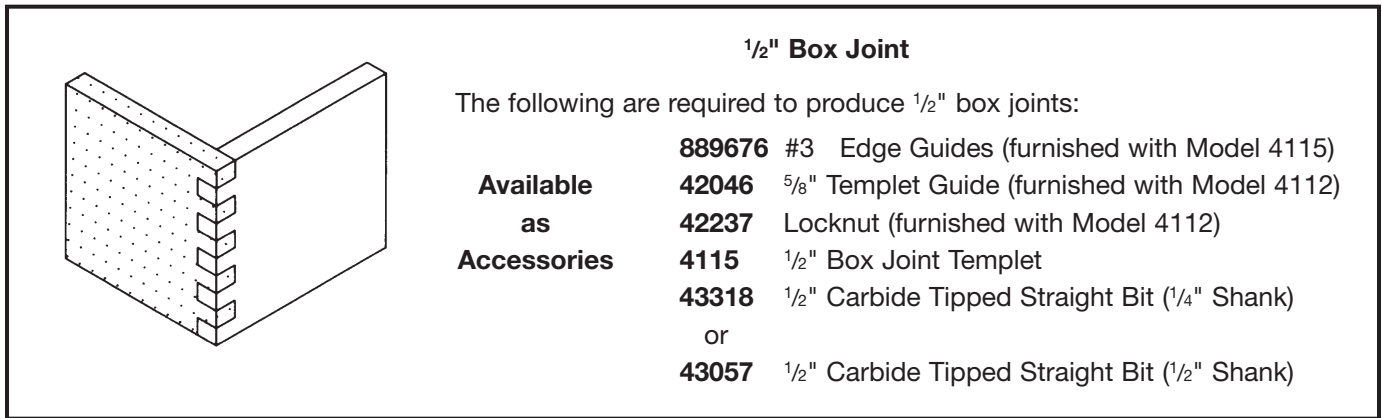 1/2" Box Joint
The following are required to produce 1/2" box joints:
889676 #3 Edge Guides (furnished with Model 4115)
Available 42046 5/8" Templet Guide (furnished with Model 4112)
as 42237 Locknut (furnished with Model 4112)
Accessories 4115 1/2" Box Joint Templet
43318 1/2" Carbide Tipped Straight Bit (1/4" Shank)
or
43057 1/2" Carbide Tipped Straight Bit (1/2" Shank)